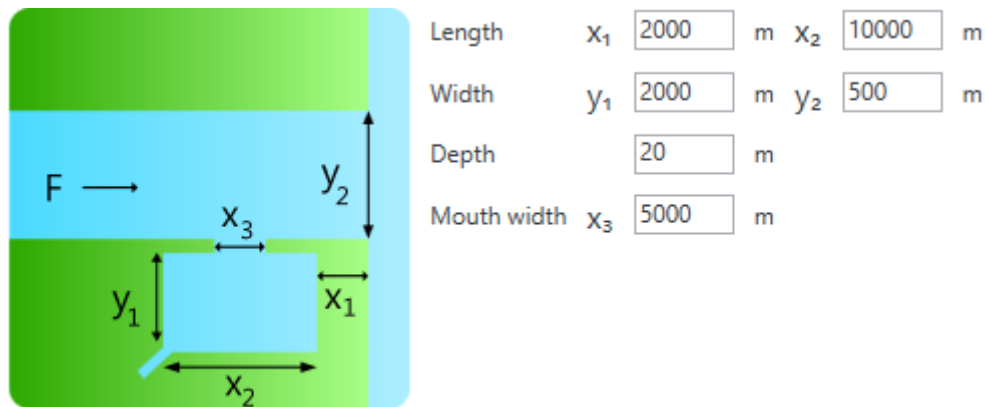 Length x₁ 2000 m x₂ 10000 m
Width y₁ 2000 m y₂ 500 m
Depth 20 m
Mouth width x₃ 5000 m
F
y₂
x₃
y₁
x₁
x₂